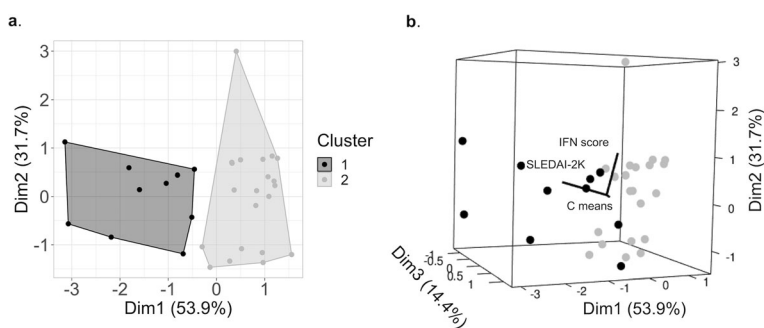 a.
3
2
1
0
-1
Dim2 (31.7%)
-3 -2 -1 0 1
Dim1 (53.9%)
Cluster
1
2
b.
3
2
1
0
-1
Dim2 (31.7%)
IFN score
SLEDAI-2K
C means
-1.5
-0.5
0
0.5
1
Dim3 (14.4%)
-3 -2 -1 0 1
Dim1 (53.9%)